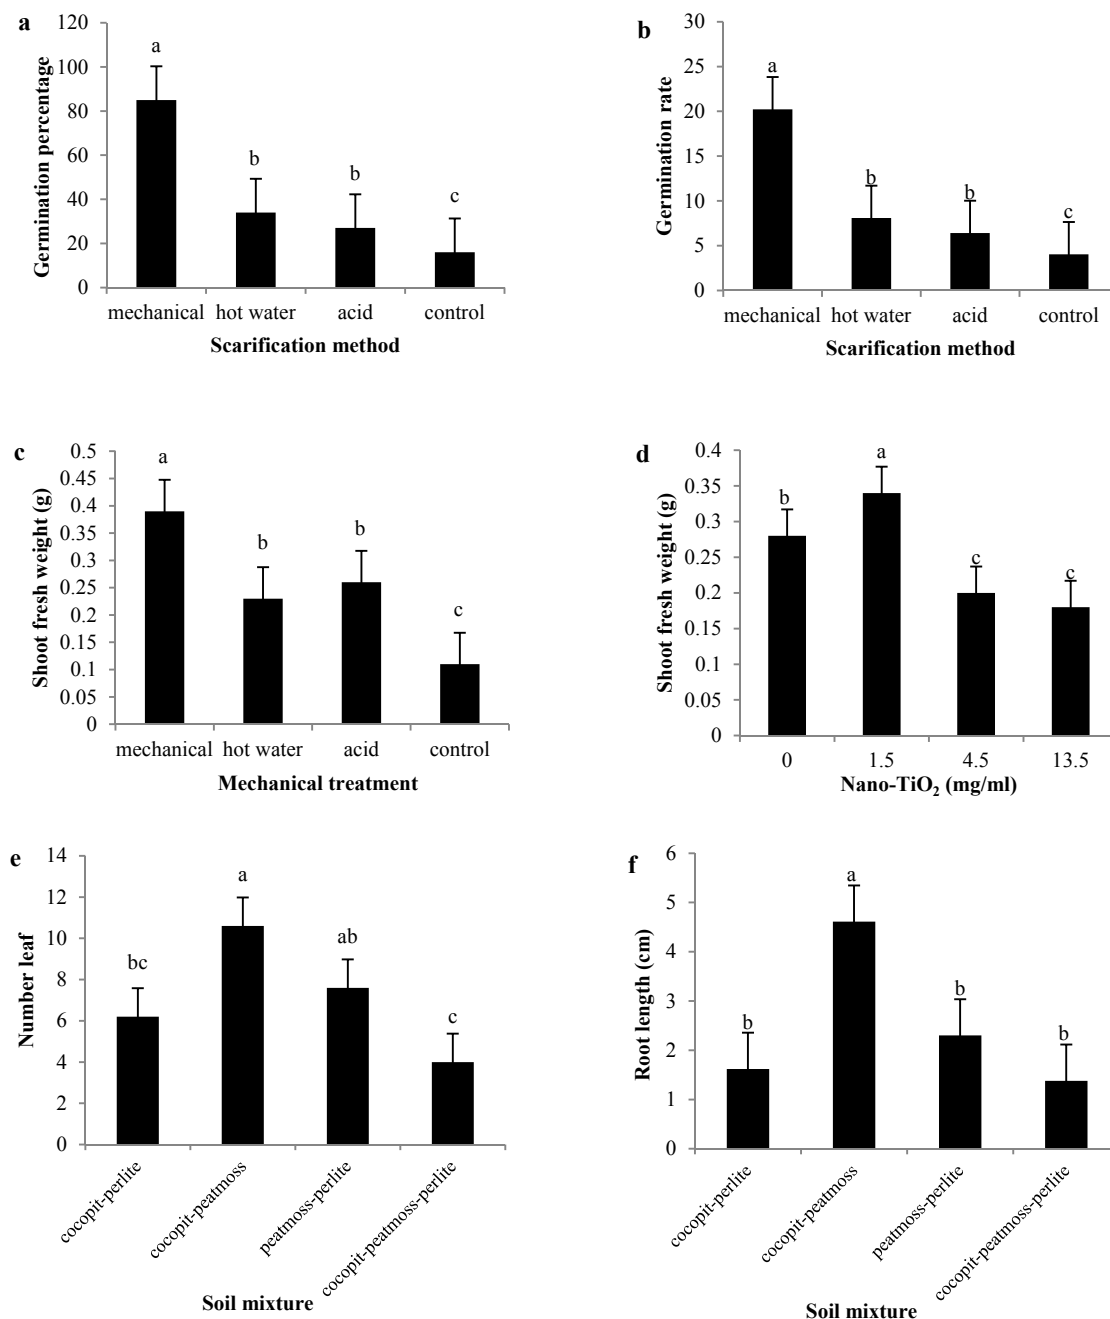 a
Germination percentage
120
100
80
60
40
20
0
a
b
b
c
mechanical hot water acid control
Scarification method
b
Germination rate
30
25
20
15
10
5
0
a
b
b
c
mechanical hot water acid control
Scarification method
c
Shoot fresh weight (g)
0.5
0.45
0.4
0.35
0.3
0.25
0.2
0.15
0.1
0.05
0
a
b
b
c
mechanical hot water acid control
Mechanical treatment
d
Shoot fresh weight (g)
0.4
0.35
0.3
0.25
0.2
0.15
0.1
0.05
0
b
a
c
c
0 1.5 4.5 13.5
Nano-TiO₂ (mg/ml)
e
Number leaf
14
12
10
8
6
4
2
0
bc
a
ab
c
cocopit-perlite
cocopit-peatmoss
peatmoss-perlite
cocopit-peatmoss-perlite
Soil mixture
f
Root length (cm)
6
5
4
3
2
1
0
b
a
b
b
cocopit-perlite
cocopit-peatmoss
peatmoss-perlite
cocopit-peatmoss-perlite
Soil mixture